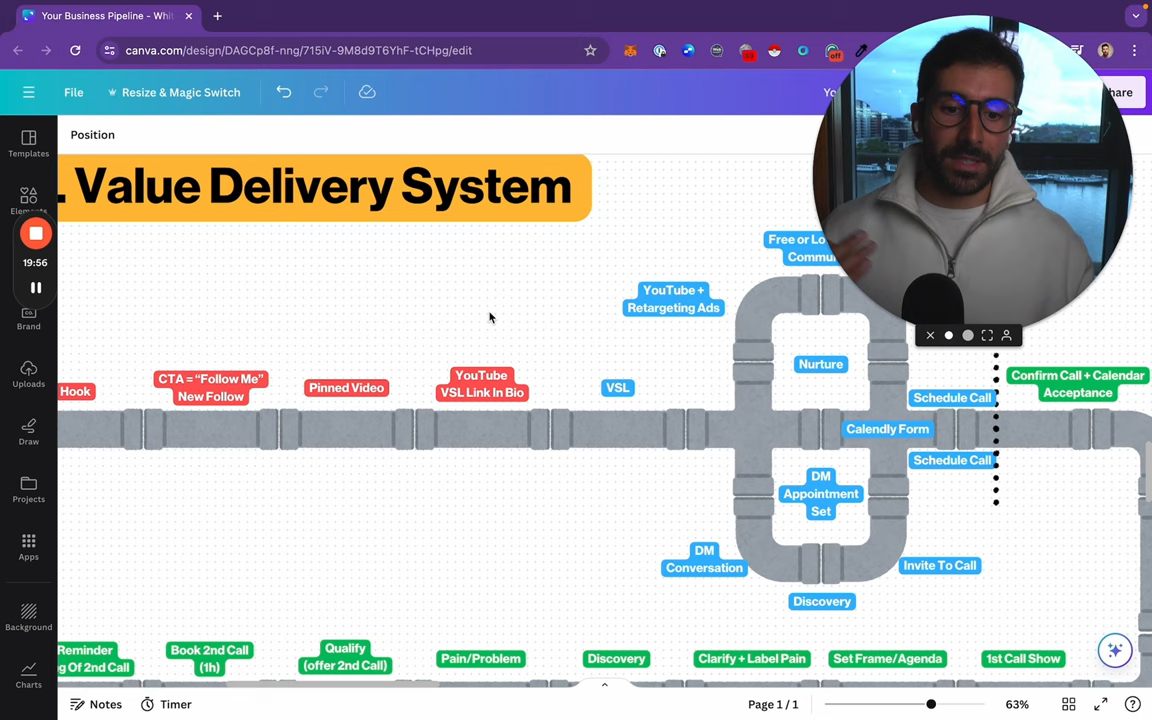 Your Business Pipeline - Whit
canva.com/design/DAGCp8f-nng/715iV-9M8d9T6YhF-tCHpg/edit
off
File
Resize & Magic Switch
Yo
hare
Templates
Position
. Value Delivery System
Elements
19:56
Brand
Uploads
Draw
Projects
Apps
Background
Charts
Free or Lo
Commu
YouTube +
Retargeting Ads
Nurture
Hook
CTA = “Follow Me”
New Follow
Pinned Video
YouTube
VSL Link In Bio
VSL
Schedule Call
Confirm Call + Calendar
Acceptance
Calendly Form
Schedule Call
DM
Appointment
Set
DM
Conversation
Invite To Call
Discovery
Reminder
g Of 2nd Call
Book 2nd Call
(1h)
Qualify
(offer 2nd Call)
Pain/Problem
Discovery
Clarify + Label Pain
Set Frame/Agenda
1st Call Show
Notes
Timer
Page 1 / 1
63%